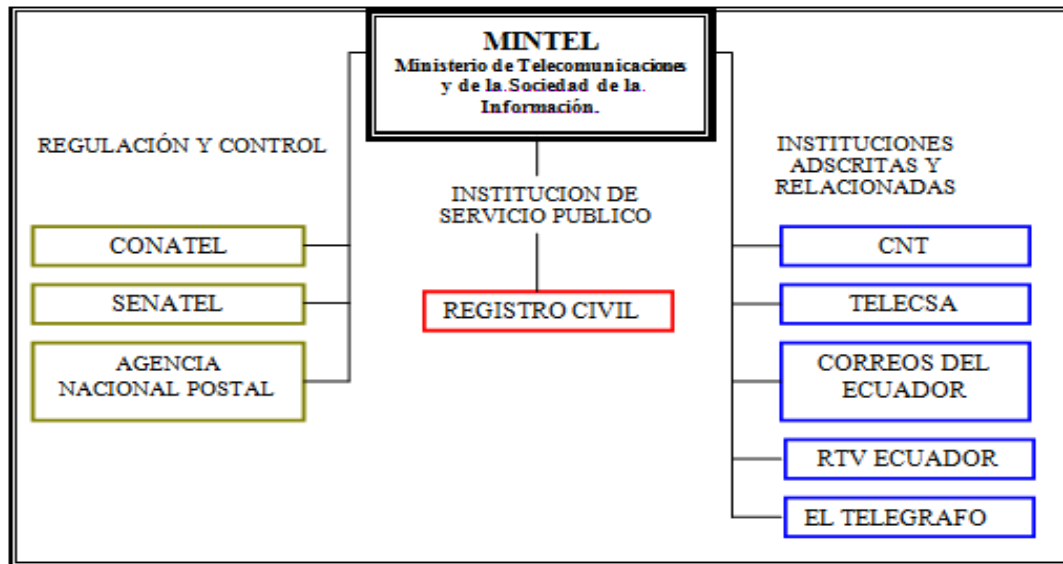 MINTEL
Ministerio de Telecomunicaciones
y de la Sociedad de la.
Información.
REGULACIÓN Y CONTROL
CONATEL
SENATEL
AGENCIA
NACIONAL POSTAL
INSTITUCION DE
SERVICIO PUBLICO
REGISTRO CIVIL
INSTITUCIONES
ADSCRITAS Y
RELACIONADAS
CNT
TELECSA
CORREOS DEL
ECUADOR
RTV ECUADOR
EL TELEGRAFO